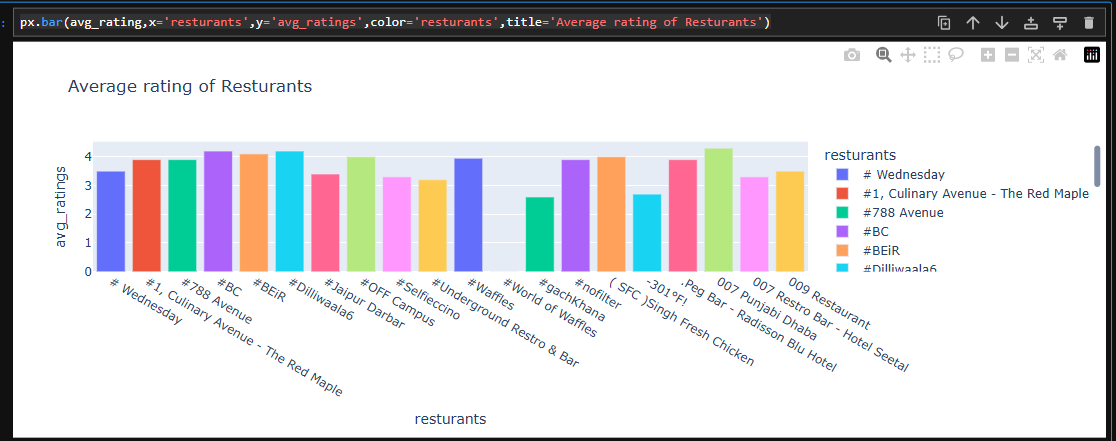 px.bar(avg_rating,x='resturants',y='avg_ratings',color='resturants',title='Average rating of Resturants')
Average rating of Resturants
avg_ratings
4
3
2
1
0
# Wednesday
#1, Culinary Avenue - The Red Maple
#788 Avenue
#BC
#BEiR
#Dilliwaala6
#Jaipur Darbar
#OFF Campus
#Selfieccino
#Underground Restro & Bar
#Waffles
#World of Waffles
#gachKhana
#nofilter
( SFC )Singh Fresh Chicken
-301°F!
.Peg Bar - Radisson Blu Hotel
007 Punjabi Dhaba
007 Restro Bar - Hotel Seetal
009 Restaurant
resturants
resturants
# Wednesday
#1, Culinary Avenue - The Red Maple
#788 Avenue
#BC
#BEiR
#Dilliwaala6